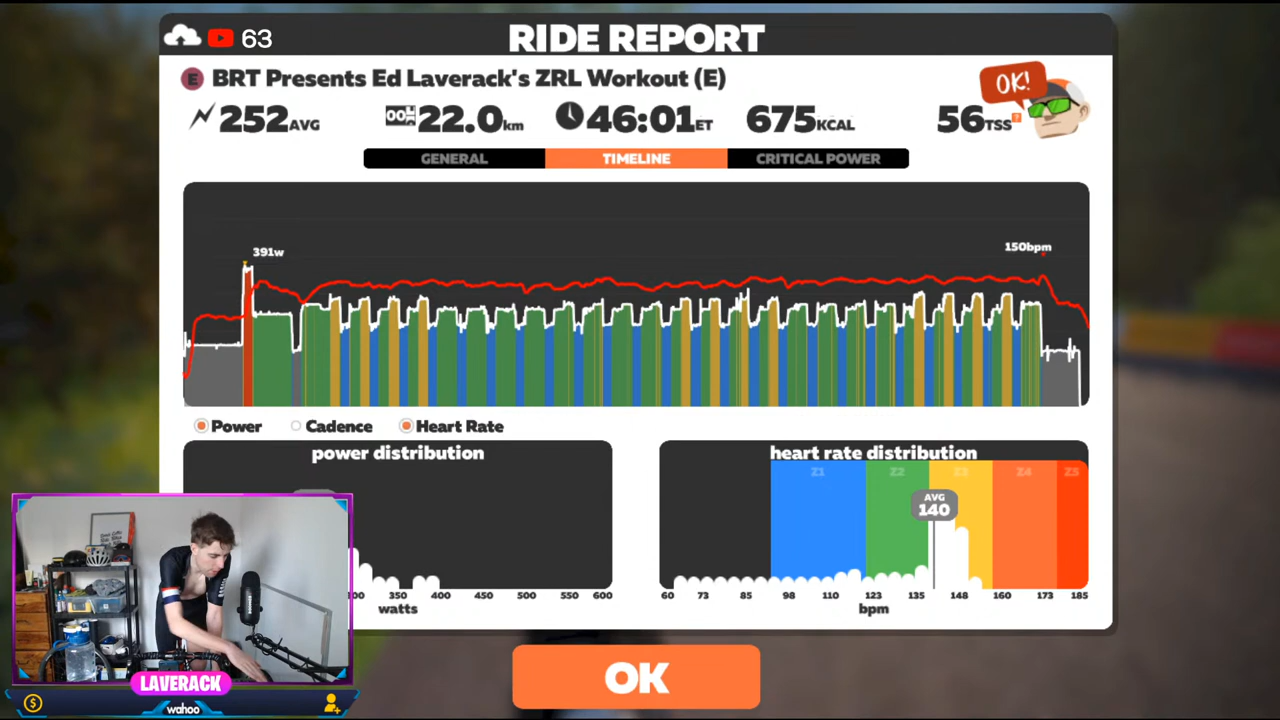 63
RIDE REPORT
E BRT Presents Ed Laverack's ZRL Workout (E)
252AVG 22.0km 46:01ET 675KCAL 56TSS ?
OK!
GENERAL TIMELINE CRITICAL POWER
391w 150bpm
Power Cadence Heart Rate
power distribution heart rate distribution
Z1 Z2 Z3 Z4 Z5
AVG
140
350 400 450 500 550 600
watts
60 73 85 98 110 123 135 148 160 173 185
bpm
OK
LAVERACK
wahoo
$